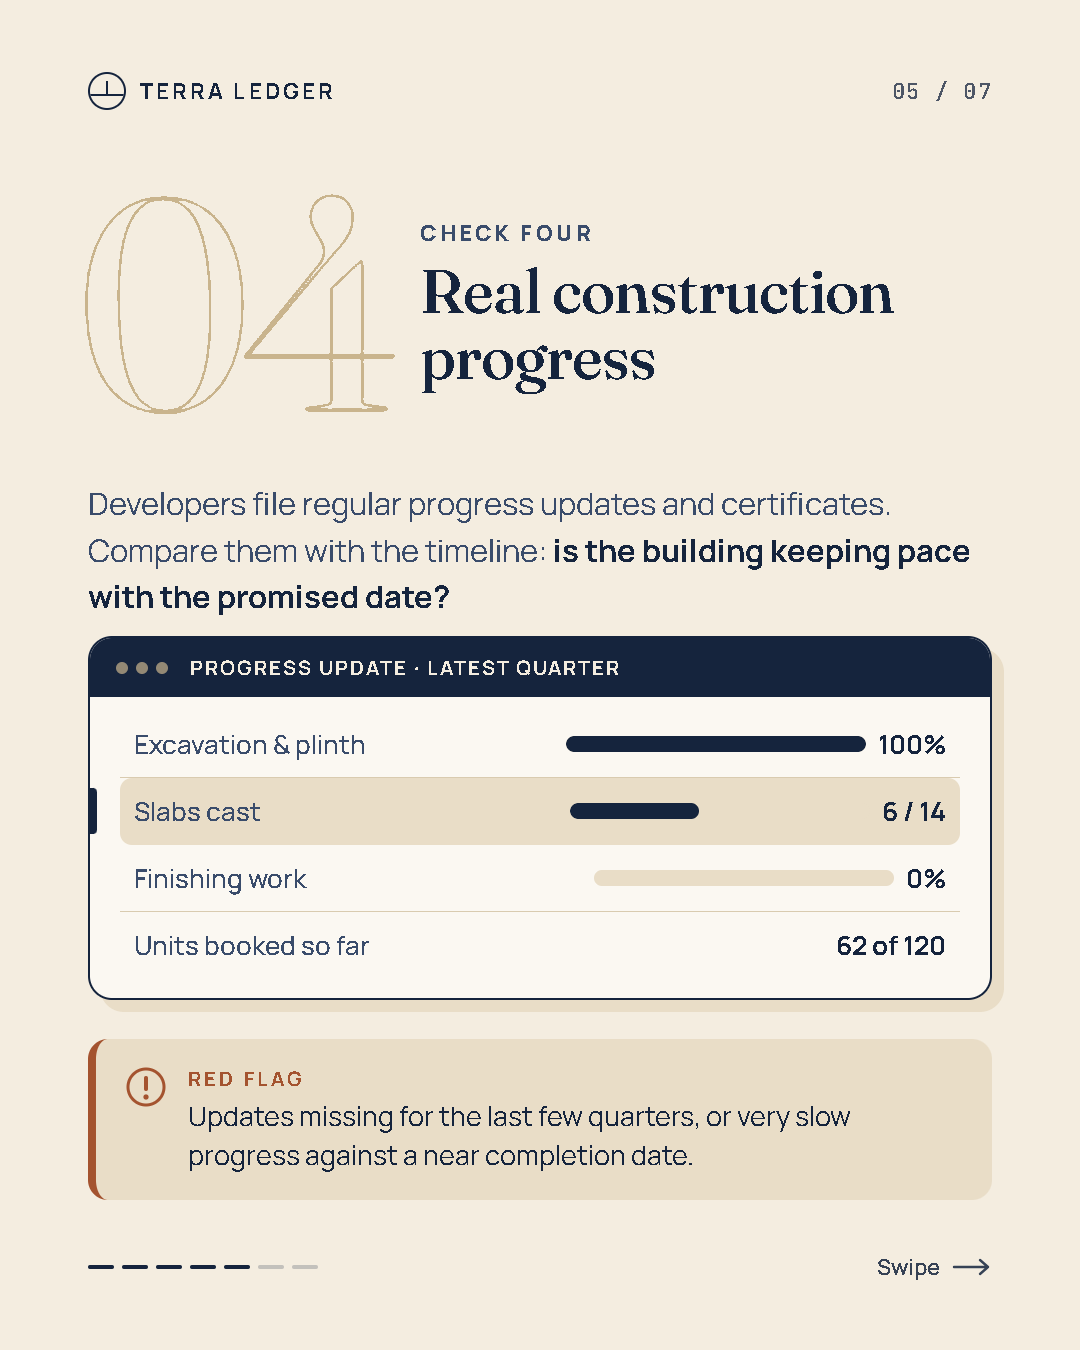 TERRA LEDGER
05 / 07
04
CHECK FOUR
Real construction
progress
Developers file regular progress updates and certificates.
Compare them with the timeline: is the building keeping pace
with the promised date?
PROGRESS UPDATE · LATEST QUARTER
Excavation & plinth 100%
Slabs cast 6 / 14
Finishing work 0%
Units booked so far 62 of 120
RED FLAG
Updates missing for the last few quarters, or very slow
progress against a near completion date.
Swipe →